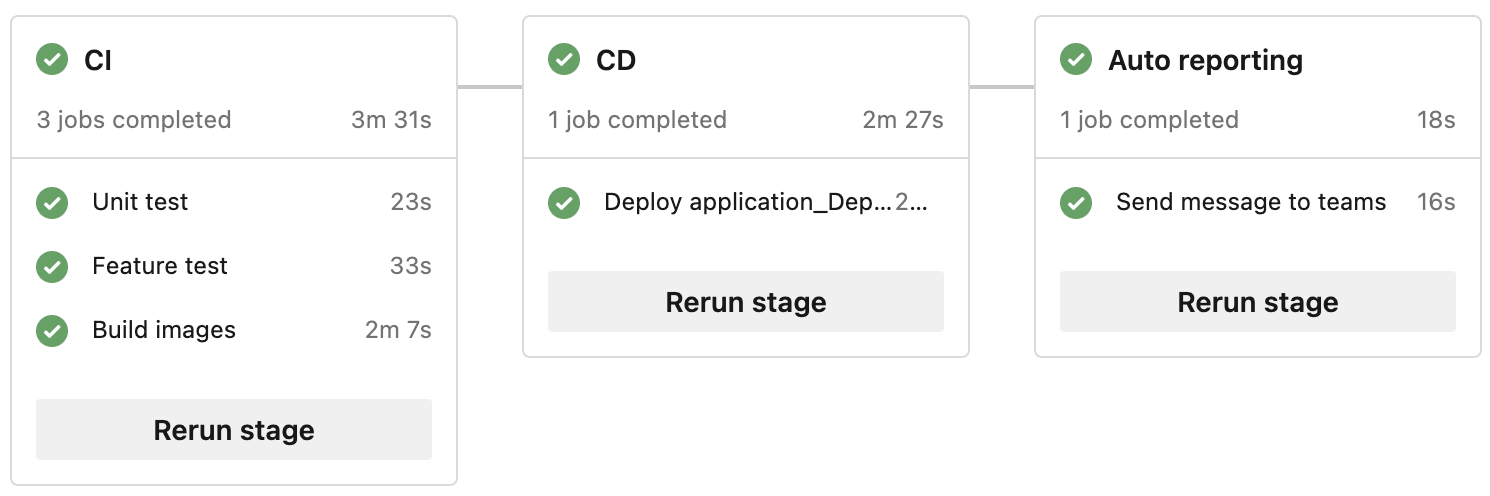 CI
3 jobs completed 3m 31s
Unit test 23s
Feature test 33s
Build images 2m 7s
Rerun stage
CD
1 job completed 2m 27s
Deploy application_Dep... 2...
Rerun stage
Auto reporting
1 job completed 18s
Send message to teams 16s
Rerun stage